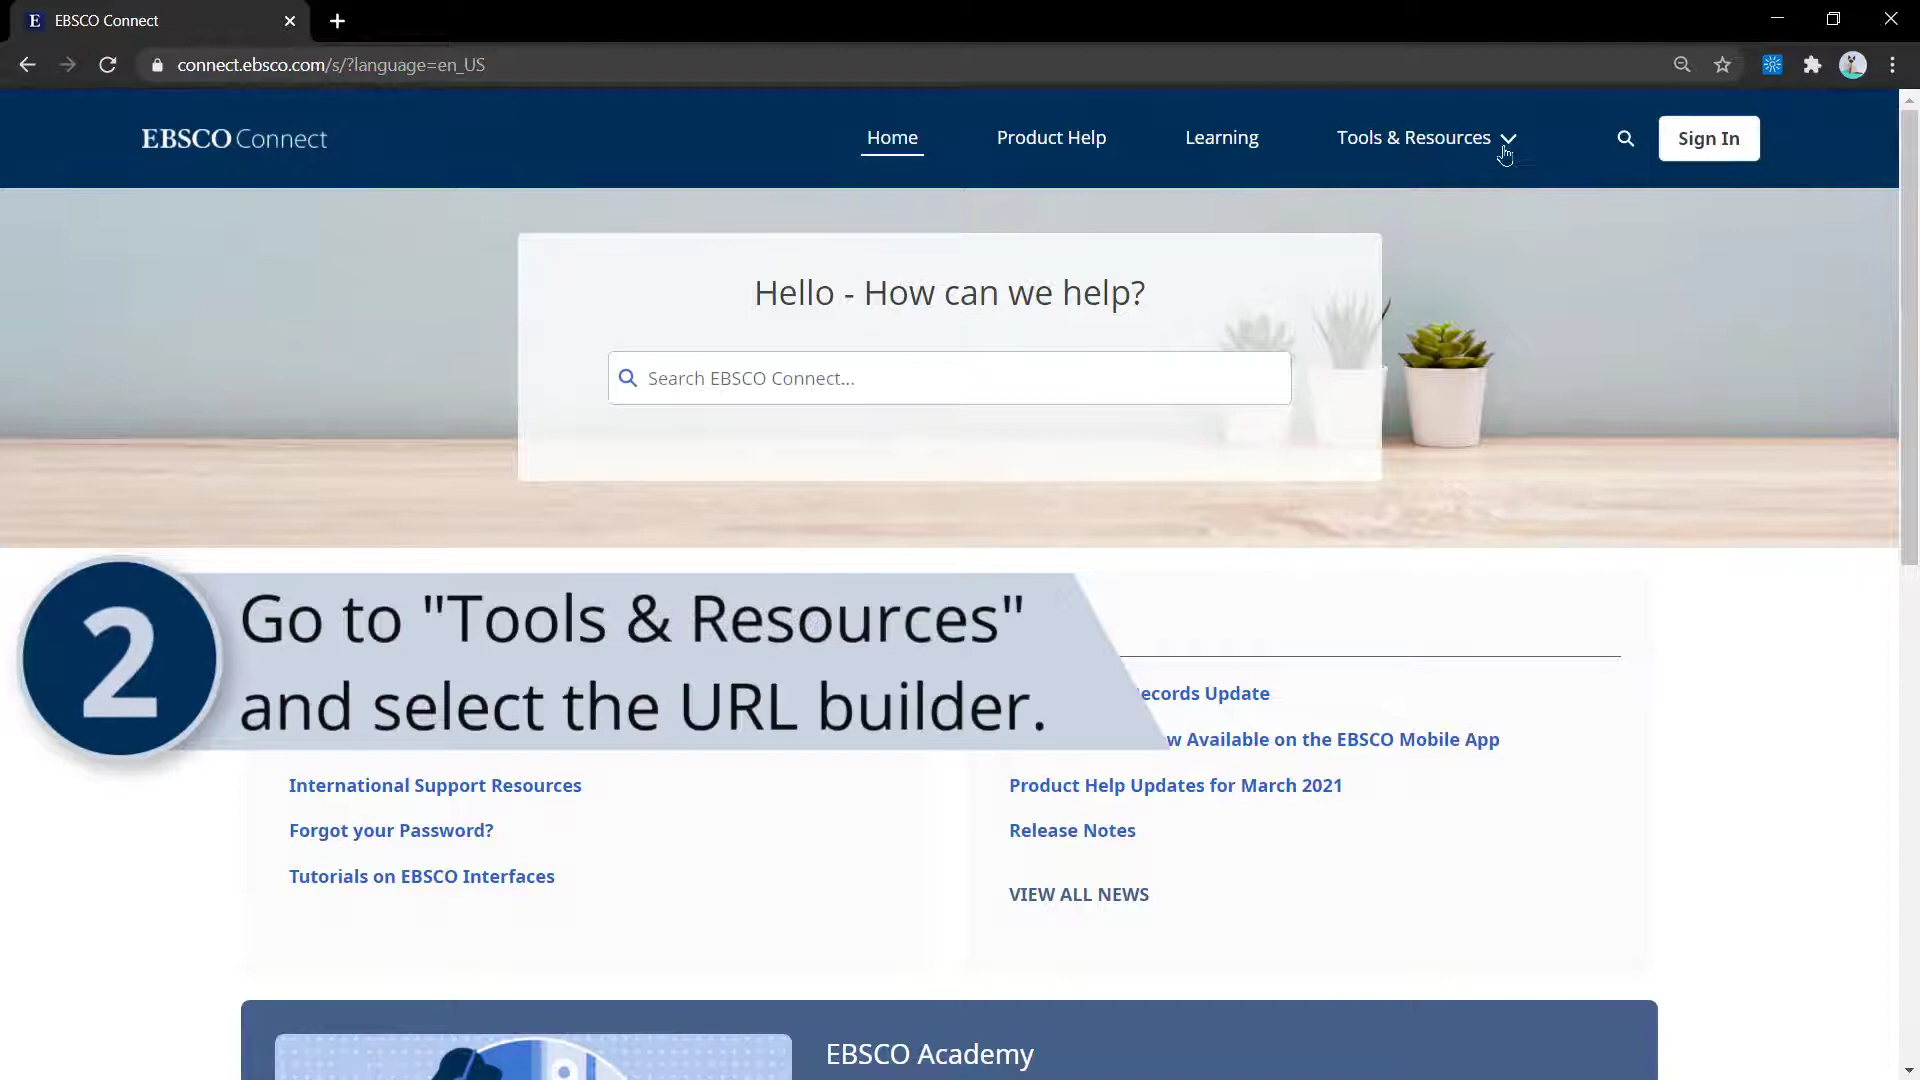 E EBSCO Connect
connect.ebsco.com/s/?language=en_US
EBSCO Connect
Home
Product Help
Learning
Tools & Resources
Sign In
Hello - How can we help?
Search EBSCO Connect...
2
Go to "Tools & Resources"
and select the URL builder.
ecords Update
w Available on the EBSCO Mobile App
International Support Resources
Forgot your Password?
Tutorials on EBSCO Interfaces
Product Help Updates for March 2021
Release Notes
VIEW ALL NEWS
EBSCO Academy